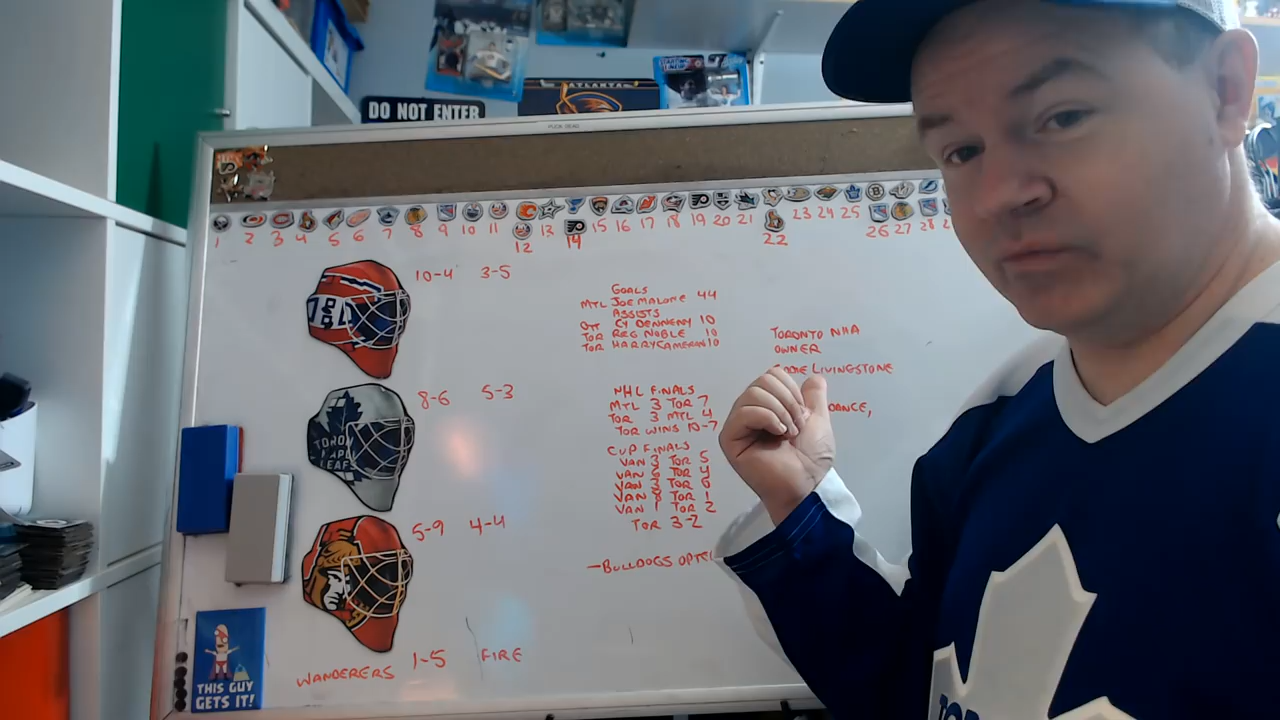 DO NOT ENTER
ATLANTA
1 2 3 4 5 6 7 8 9 10 11 12 13 14 15 16 17 18 19 20 21 22 23 24 25 26 27 28
10-4 3-5
8-6 5-3
TORONTO
MAPLE
LEAFS
5-9 4-4
WANDERERS 1-5 FIRE
GOALS
MTL JOE MALONE 44
ASSISTS
OTT CY DENNENY 10
TOR REG NOBLE 10
TOR HARRY CAMERON 10
NHL FINALS
MTL 3 TOR 7
TOR 3 MTL 4
TOR WINS 10-7
CUP FINALS
VAN 3 TOR 5
VAN 6 TOR 4
VAN 3 TOR 6
VAN 8 TOR 1
VAN 1 TOR 2
TOR 3-2
-BULLDOGS
TORONTO NHA
OWNER
EDDIE LIVINGSTONE
THIS GUY
GETS IT!